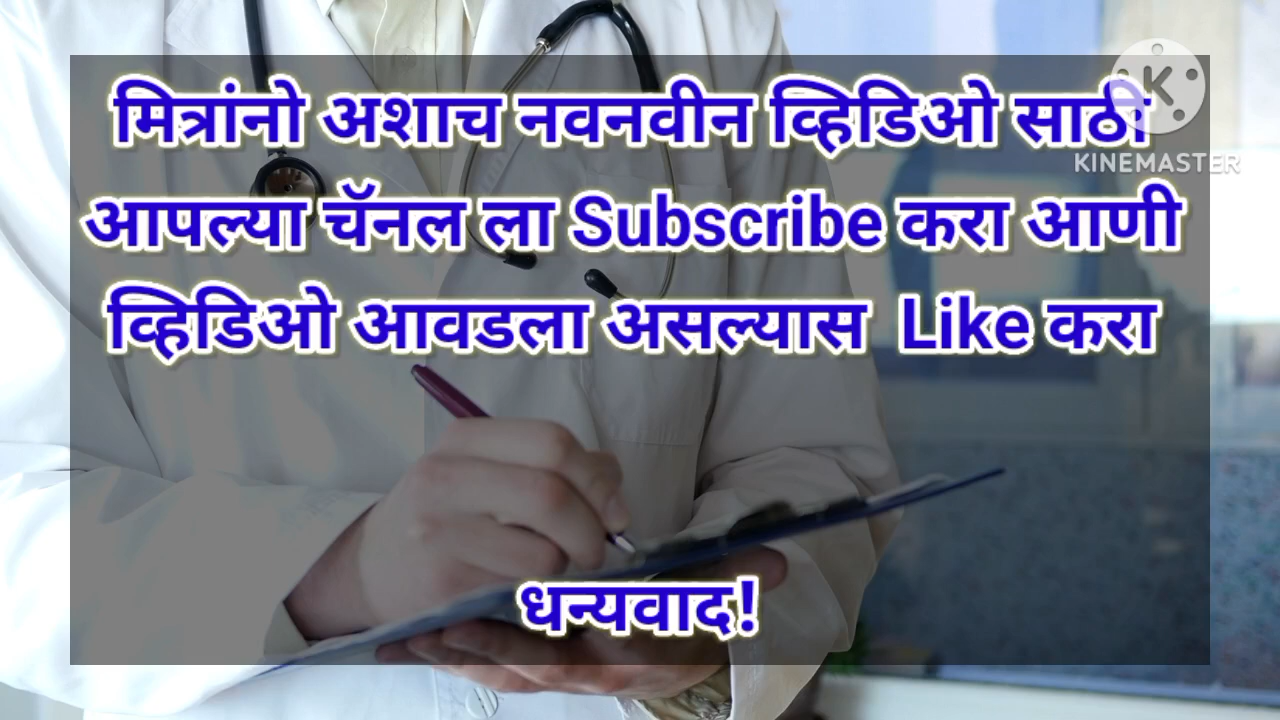 मित्रांनो अशाच नवनवीन व्हिडिओ साठी
आपल्या चॅनल ला Subscribe करा आणी
व्हिडिओ आवडला असल्यास Like करा
धन्यवाद!
KINEMASTER